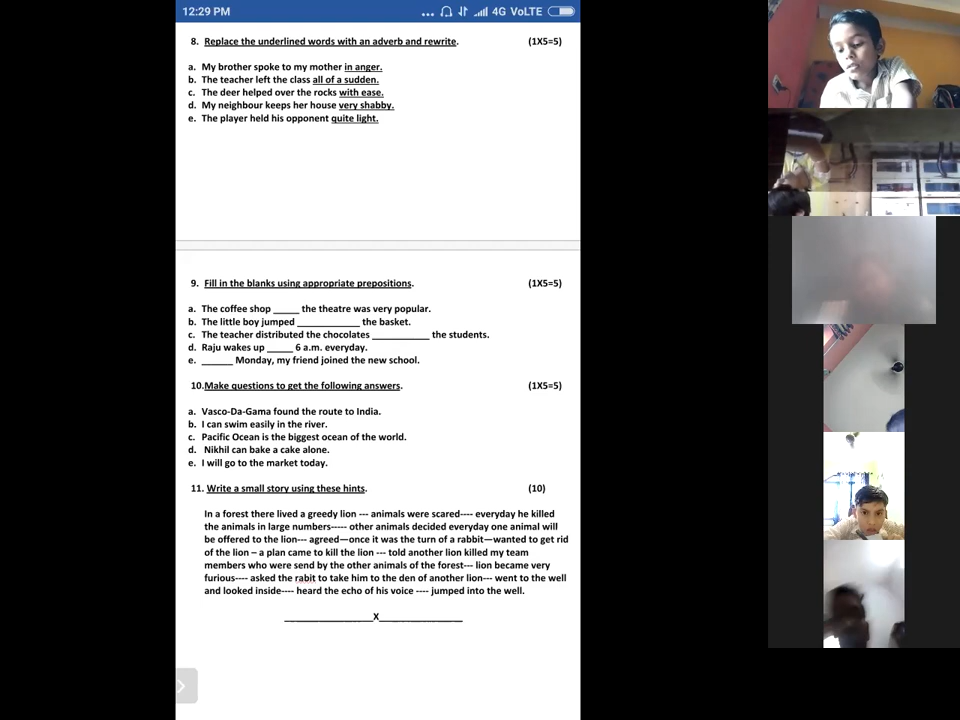 12:29 PM ... 4G VoLTE
8. Replace the underlined words with an adverb and rewrite. (1X5=5)
a. My brother spoke to my mother in anger.
b. The teacher left the class all of a sudden.
c. The deer helped over the rocks with ease.
d. My neighbour keeps her house very shabby.
e. The player held his opponent quite light.
9. Fill in the blanks using appropriate prepositions. (1X5=5)
a. The coffee shop _____ the theatre was very popular.
b. The little boy jumped ____________ the basket.
c. The teacher distributed the chocolates ___________ the students.
d. Raju wakes up _____ 6 a.m. everyday.
e. ______ Monday, my friend joined the new school.
10.Make questions to get the following answers. (1X5=5)
a. Vasco-Da-Gama found the route to India.
b. I can swim easily in the river.
c. Pacific Ocean is the biggest ocean of the world.
d. Nikhil can bake a cake alone.
e. I will go to the market today.
11. Write a small story using these hints. (10)
In a forest there lived a greedy lion --- animals were scared---- everyday he killed
the animals in large numbers----- other animals decided everyday one animal will
be offered to the lion--- agreed—once it was the turn of a rabbit—wanted to get rid
of the lion – a plan came to kill the lion --- told another lion killed my team
members who were send by the other animals of the forest--- lion became very
furious---- asked the rabit to take him to the den of another lion--- went to the well
and looked inside---- heard the echo of his voice ---- jumped into the well.
_________________X________________